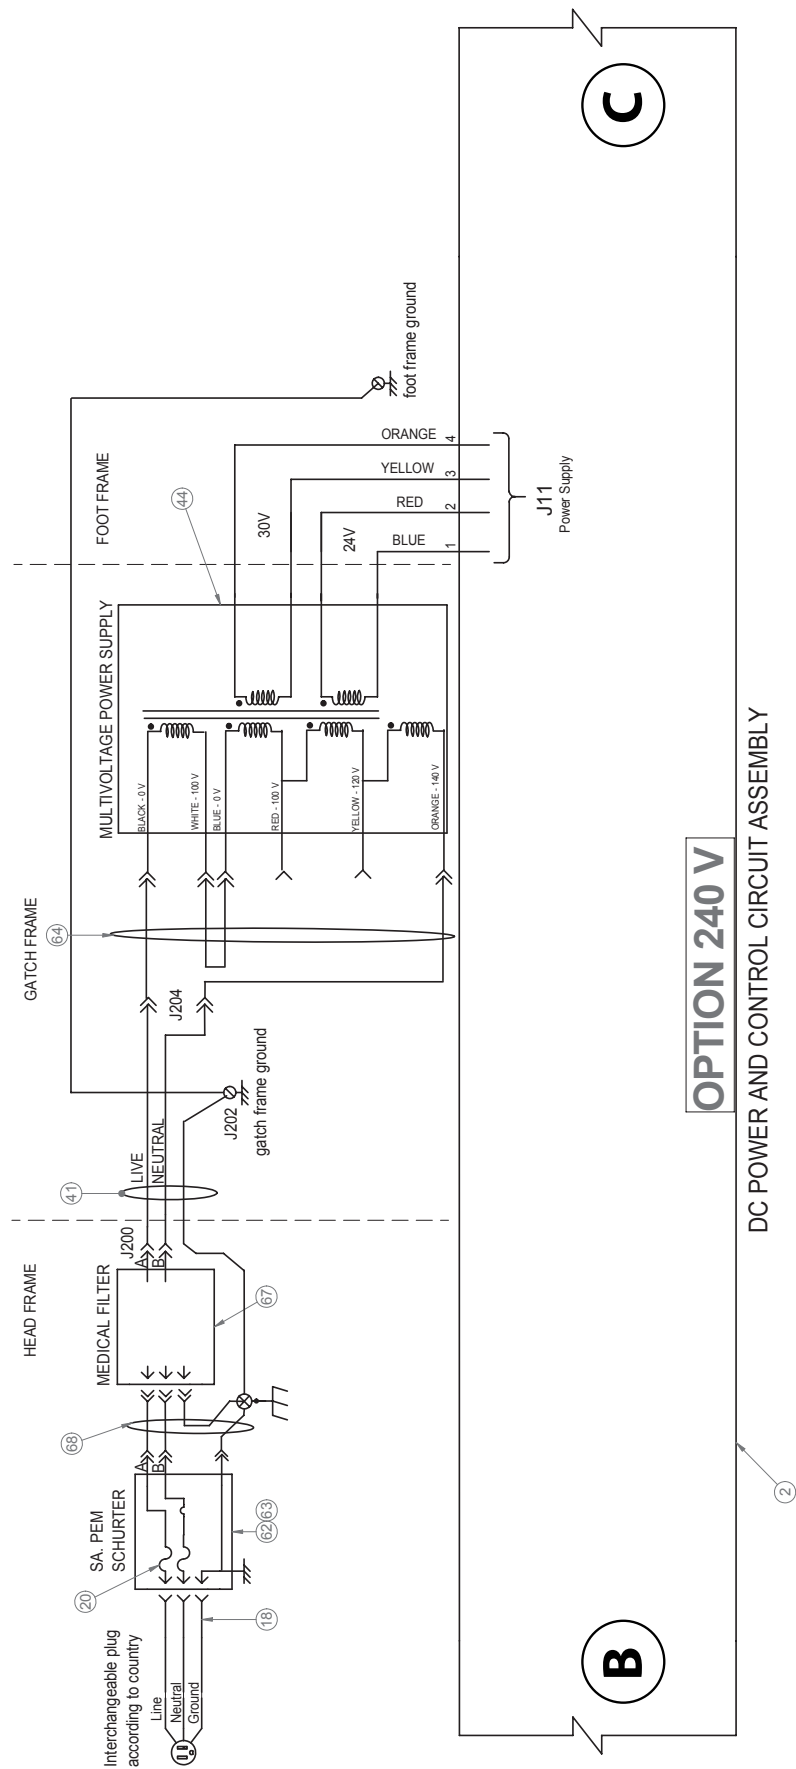 Interchangeable plug
according to country
Line
Neutral
Ground
18
20
SA. PEM
SCHURTER
62
63
A
B
68
HEAD FRAME
MEDICAL FILTER
67
A
B
J200
41
LIVE
NEUTRAL
J202
gatch frame ground
J204
GATCH FRAME
64
MULTIVOLTAGE POWER SUPPLY
BLACK - 0 V
WHITE - 100 V
BLUE - 0 V
RED - 100 V
YELLOW - 120 V
ORANGE - 140 V
44
FOOT FRAME
30V
24V
ORANGE 4
YELLOW 3
RED 2
BLUE 1
J11
Power Supply
foot frame ground
B
C
OPTION 240 V
DC POWER AND CONTROL CIRCUIT ASSEMBLY
2